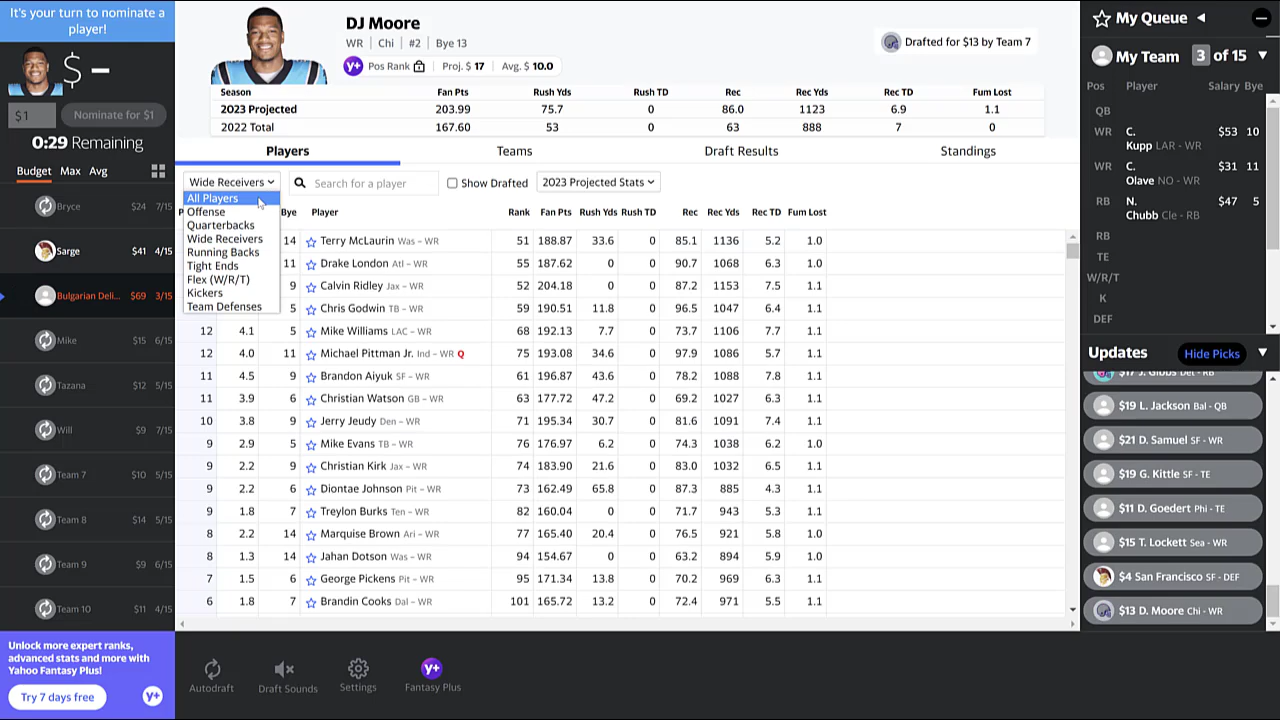 It's your turn to nominate a
player!
$
$1
Nominate for $1
0:29 Remaining
Budget Max Avg
Bryce $24 7/15
Sarge $41 4/15
Bulgarian Deli... $69 3/15
Mike $15 6/15
Tazana $12 5/15
Will $9 7/15
Team 7 $10 5/15
Team 8 $14 5/15
Team 9 $9 6/15
Team 10 $11 4/15
Unlock more expert ranks,
advanced stats and more with
Yahoo Fantasy Plus!
Try 7 days free
y+
DJ Moore
WR Chi #2 Bye 13
y+ Pos Rank Proj. $ 17 Avg. $ 10.0
Drafted for $13 by Team 7
Season Fan Pts Rush Yds Rush TD Rec Rec Yds Rec TD Fum Lost
2023 Projected 203.99 75.7 0 86.0 1123 6.9 1.1
2022 Total 167.60 53 0 63 888 7 0
Players Teams Draft Results Standings
Wide Receivers Search for a player Show Drafted 2023 Projected Stats
All Players
Offense
Quarterbacks
Wide Receivers
Running Backs
Tight Ends
Flex (W/R/T)
Kickers
Team Defenses
Bye Player Rank Fan Pts Rush Yds Rush TD Rec Rec Yds Rec TD Fum Lost
14 Terry McLaurin Was – WR 51 188.87 33.6 0 85.1 1136 5.2 1.0
11 Drake London Atl – WR 55 187.62 0 0 90.7 1068 6.3 1.0
9 Calvin Ridley Jax – WR 52 204.18 0 0 87.2 1153 7.5 1.1
5 Chris Godwin TB – WR 59 190.51 11.8 0 96.5 1047 6.4 1.1
12 4.1 5 Mike Williams LAC – WR 68 192.13 7.7 0 73.7 1106 7.7 1.1
12 4.0 11 Michael Pittman Jr. Ind – WR Q 75 193.08 34.6 0 97.9 1086 5.7 1.1
11 4.5 9 Brandon Aiyuk SF – WR 61 196.87 43.6 0 78.2 1088 7.8 1.1
11 3.9 6 Christian Watson GB – WR 63 177.72 47.2 0 69.2 1027 6.3 1.1
10 3.8 9 Jerry Jeudy Den – WR 71 195.34 30.7 0 81.6 1091 7.4 1.1
9 2.9 5 Mike Evans TB – WR 76 176.97 6.2 0 74.3 1038 6.2 1.0
9 2.2 9 Christian Kirk Jax – WR 74 183.90 21.6 0 83.0 1032 6.5 1.1
9 2.2 6 Diontae Johnson Pit – WR 73 162.49 65.8 0 87.3 885 4.3 1.1
9 1.8 7 Treylon Burks Ten – WR 82 160.04 0 0 71.7 943 5.3 1.1
8 2.2 14 Marquise Brown Ari – WR 77 165.40 20.4 0 76.5 921 5.8 1.0
8 1.3 14 Jahan Dotson Was – WR 94 154.67 0 0 63.2 894 5.9 1.0
7 1.5 6 George Pickens Pit – WR 95 171.34 13.8 0 70.2 969 6.3 1.1
6 1.8 7 Brandin Cooks Dal – WR 101 165.72 13.2 0 72.4 971 5.5 1.1
Autodraft Draft Sounds Settings y+ Fantasy Plus
My Queue
My Team 3 of 15
Pos Player Salary Bye
QB
WR C. Kupp LAR - WR $53 10
WR C. Olave NO - WR $31 11
RB N. Chubb Cle - RB $47 5
RB
TE
W/R/T
K
DEF
Updates Hide Picks
$17 J. Gibbs Det - RB
$19 L. Jackson Bal - QB
$21 D. Samuel SF - WR
$19 G. Kittle SF - TE
$11 D. Goedert Phi - TE
$15 T. Lockett Sea - WR
$4 San Francisco SF - DEF
$13 D. Moore Chi - WR